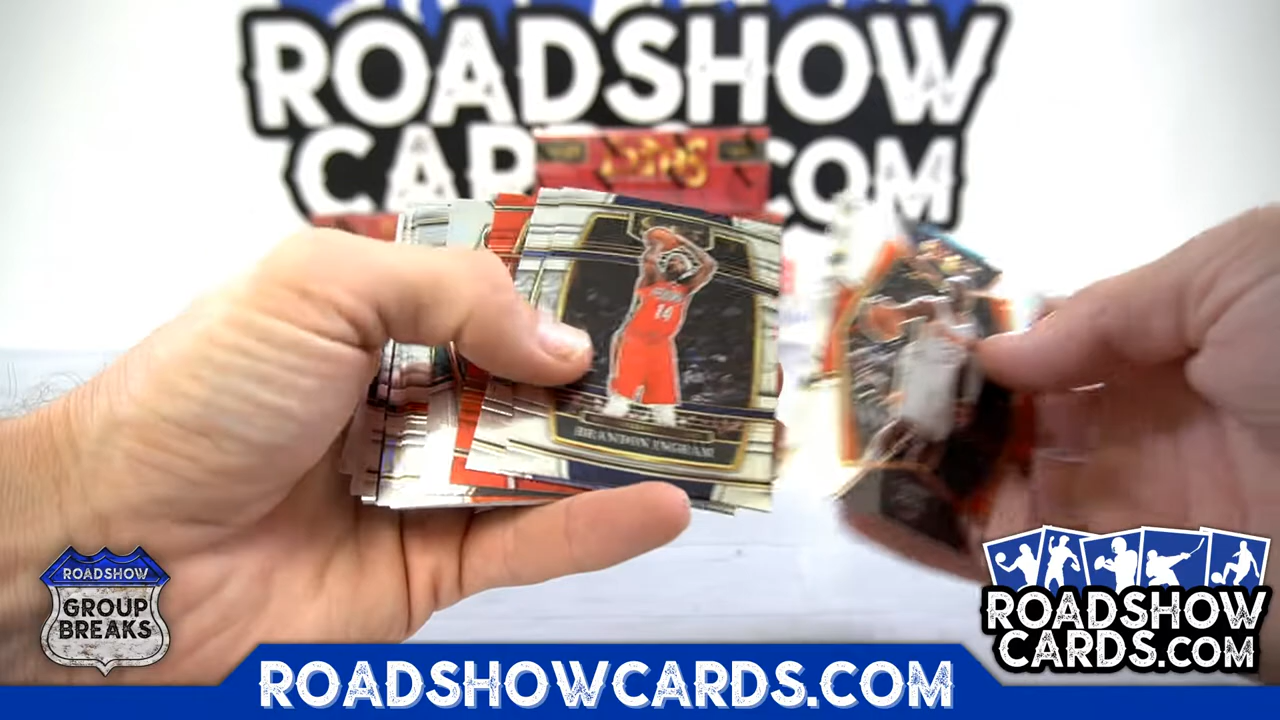 ROADSHOW
CARDS.COM
14
BRANDON INGRAM
ROADSHOW
GROUP
BREAKS
ROADSHOW
CARDS.COM
ROADSHOWCARDS.COM